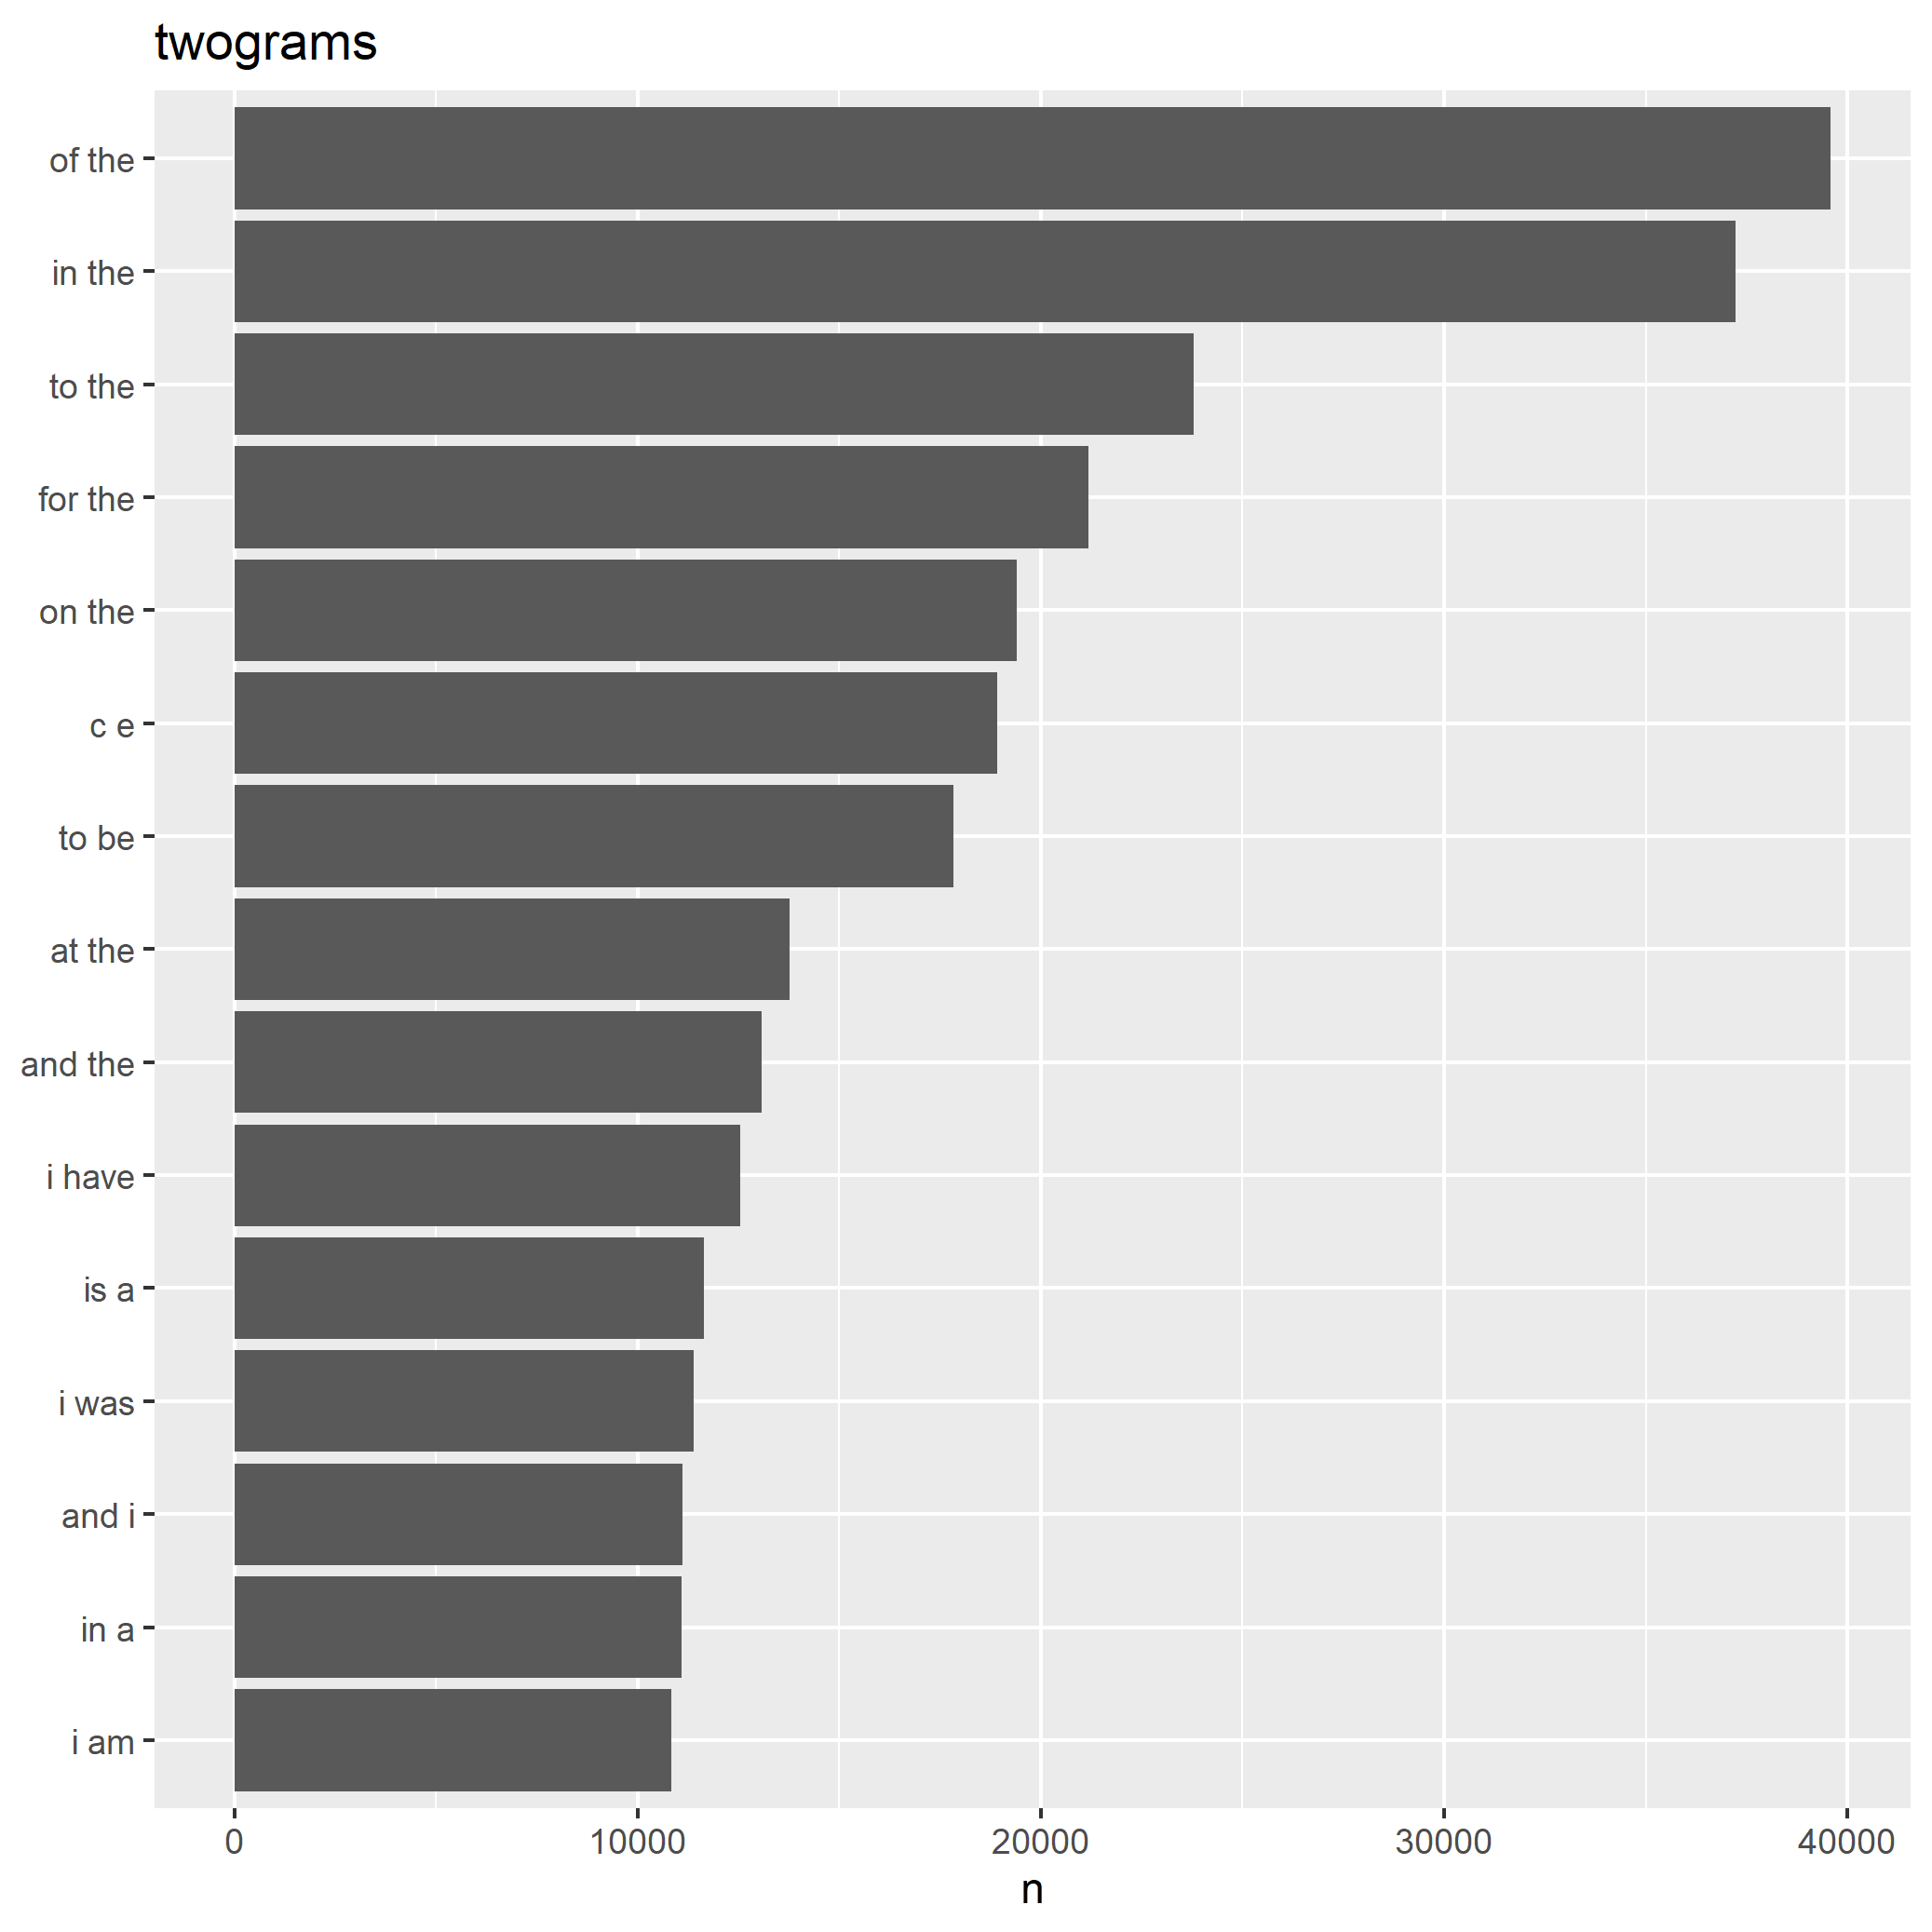 twograms
of the
in the
to the
for the
on the
c e
to be
at the
and the
i have
is a
i was
and i
in a
i am
0 10000 20000 30000 40000
n